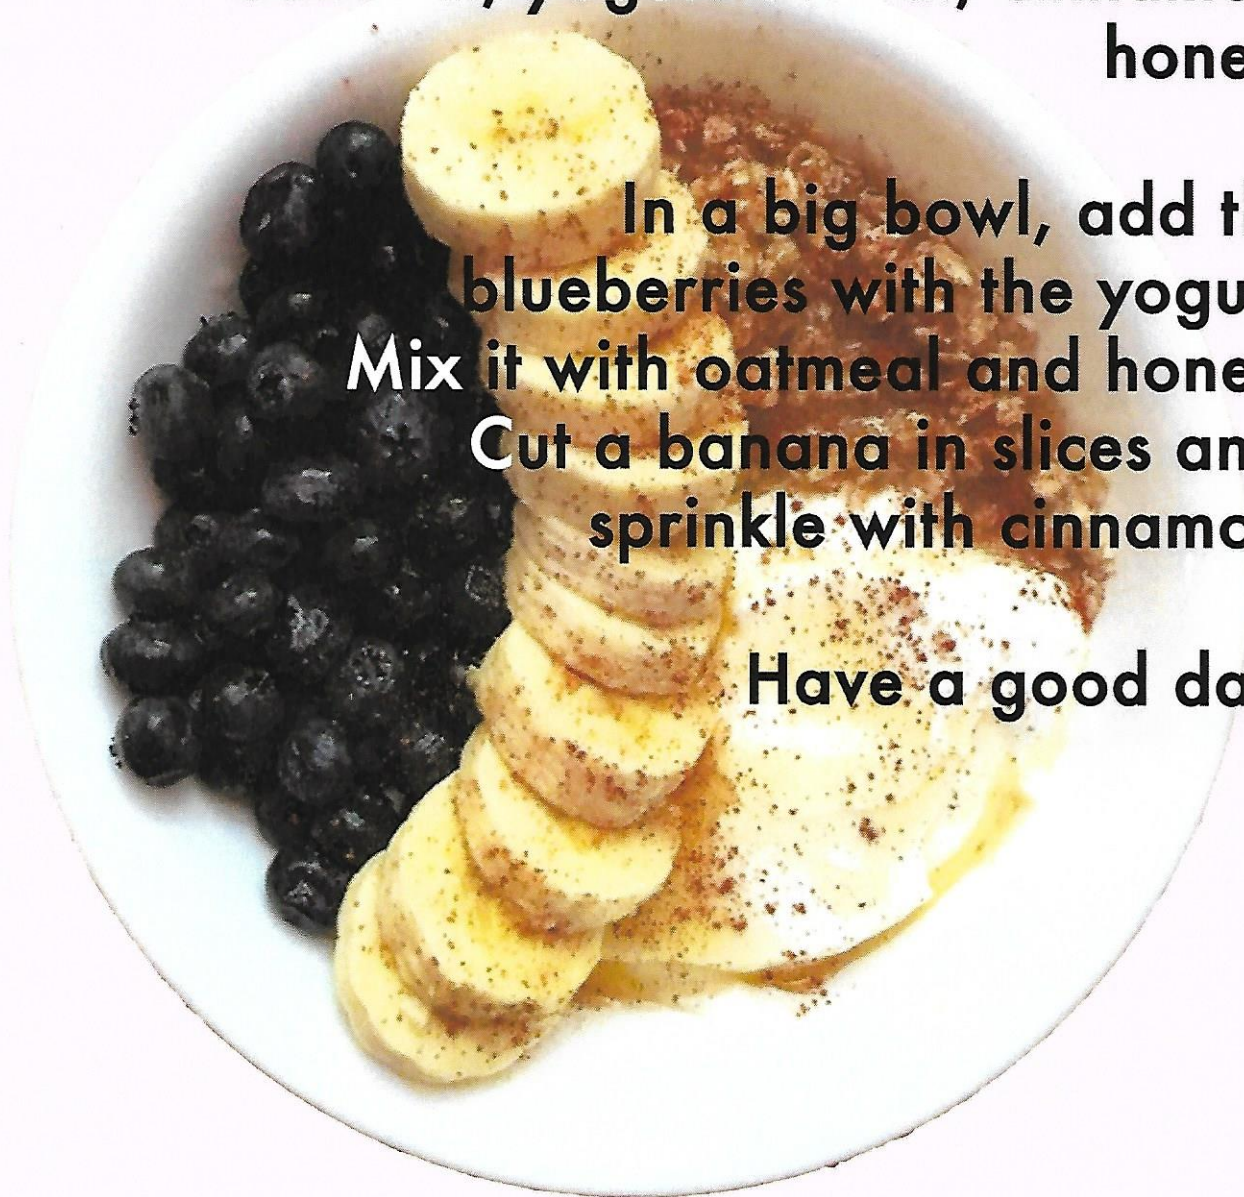 hone
In a big bowl, add t
blueberries with the yogu
Mix it with oatmeal and hone
Cut a banana in slices an
sprinkle with cinnamo
Have a good da